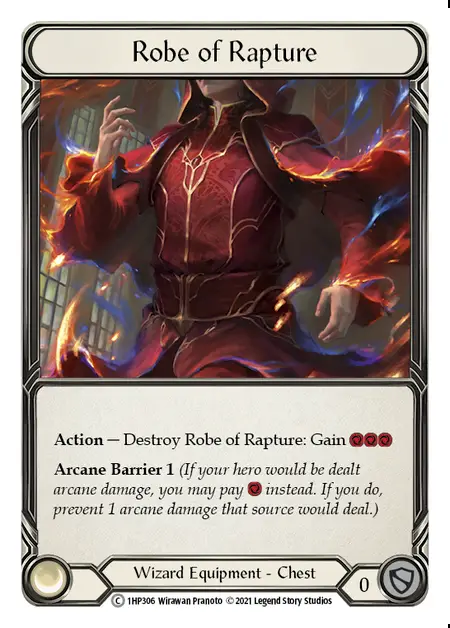 Robe of Rapture
Action — Destroy Robe of Rapture: Gain
Arcane Barrier 1 (If your hero would be dealt
arcane damage, you may pay instead. If you do,
prevent 1 arcane damage that source would deal.)
Wizard Equipment - Chest
0
C 1HP306 Wirawan Pranoto © 2021 Legend Story Studios